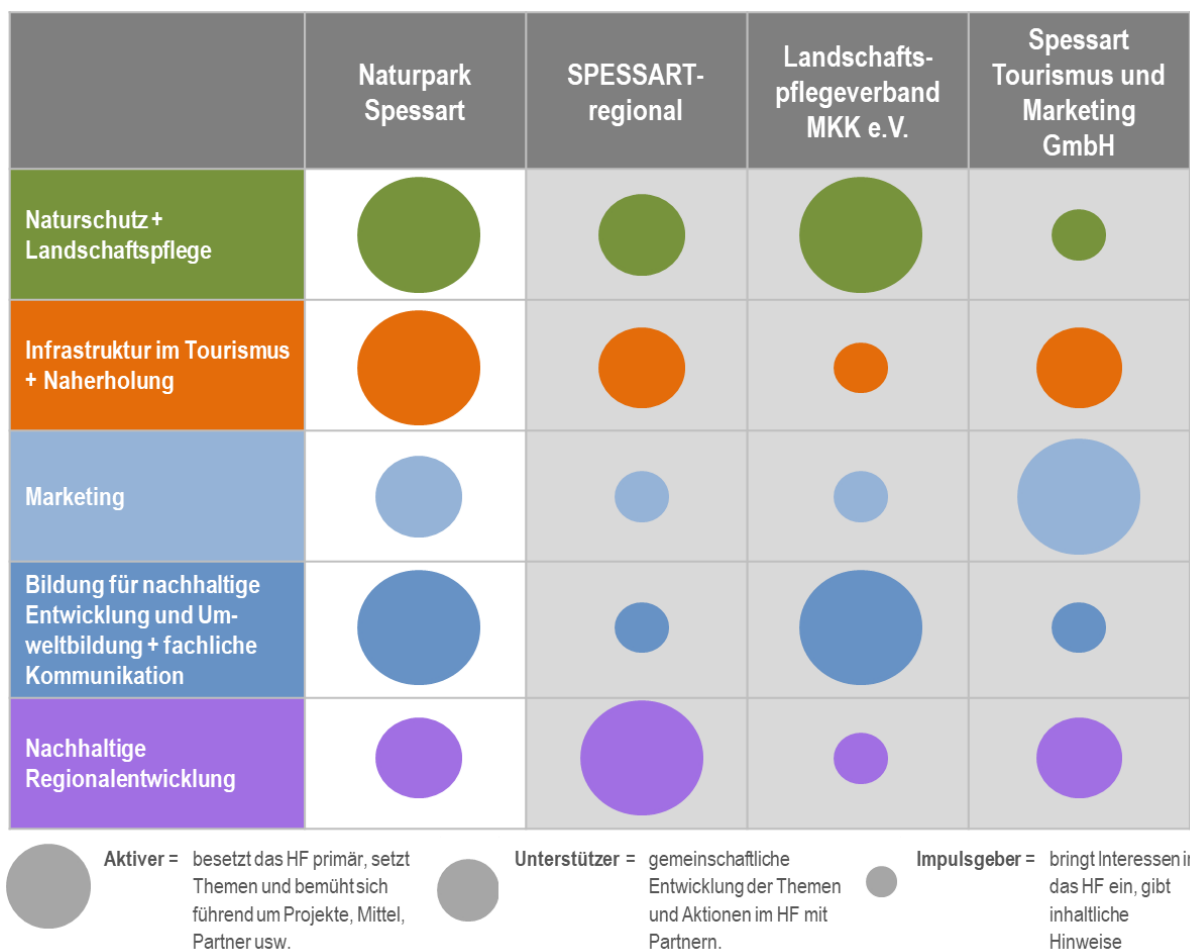 Naturpark
Spessart
SPESSART-
regional
Landschafts-
pflegeverband
MKK e.V.
Spessart
Tourismus und
Marketing
GmbH
Naturschutz +
Landschaftspflege
Infrastruktur im Tourismus
+ Naherholung
Marketing
Bildung für nachhaltige
Entwicklung und Um-
weltbildung + fachliche
Kommunikation
Nachhaltige
Regionalentwicklung
Aktiver = besetzt das HF primär, setzt
Themen und bemüht sich
führend um Projekte, Mittel,
Partner usw.
Unterstützer = gemeinschaftliche
Entwicklung der Themen
und Aktionen im HF mit
Partnern.
Impulsgeber = bringt Interessen in
das HF ein, gibt
inhaltliche
Hinweise